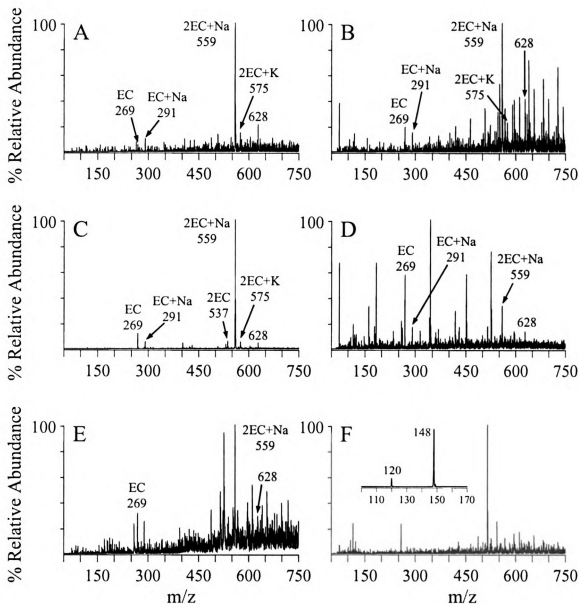 100
A
2EC+Na
559
EC
269
EC+Na
291
2EC+K
575
628
% Relative Abundance
150 300 450 600 750
100
B
2EC+Na
559
628
2EC+K
575
EC
269
EC+Na
291
150 300 450 600 750
100
C
2EC+Na
559
EC
269
EC+Na
291
2EC
537
2EC+K
575
628
% Relative Abundance
150 300 450 600 750
100
D
EC
269
EC+Na
291
2EC+Na
559
628
150 300 450 600 750
100
E
2EC+Na
559
EC
269
628
% Relative Abundance
150 300 450 600 750
m/z
100
F
148
120
110 130 150 170
150 300 450 600 750
m/z